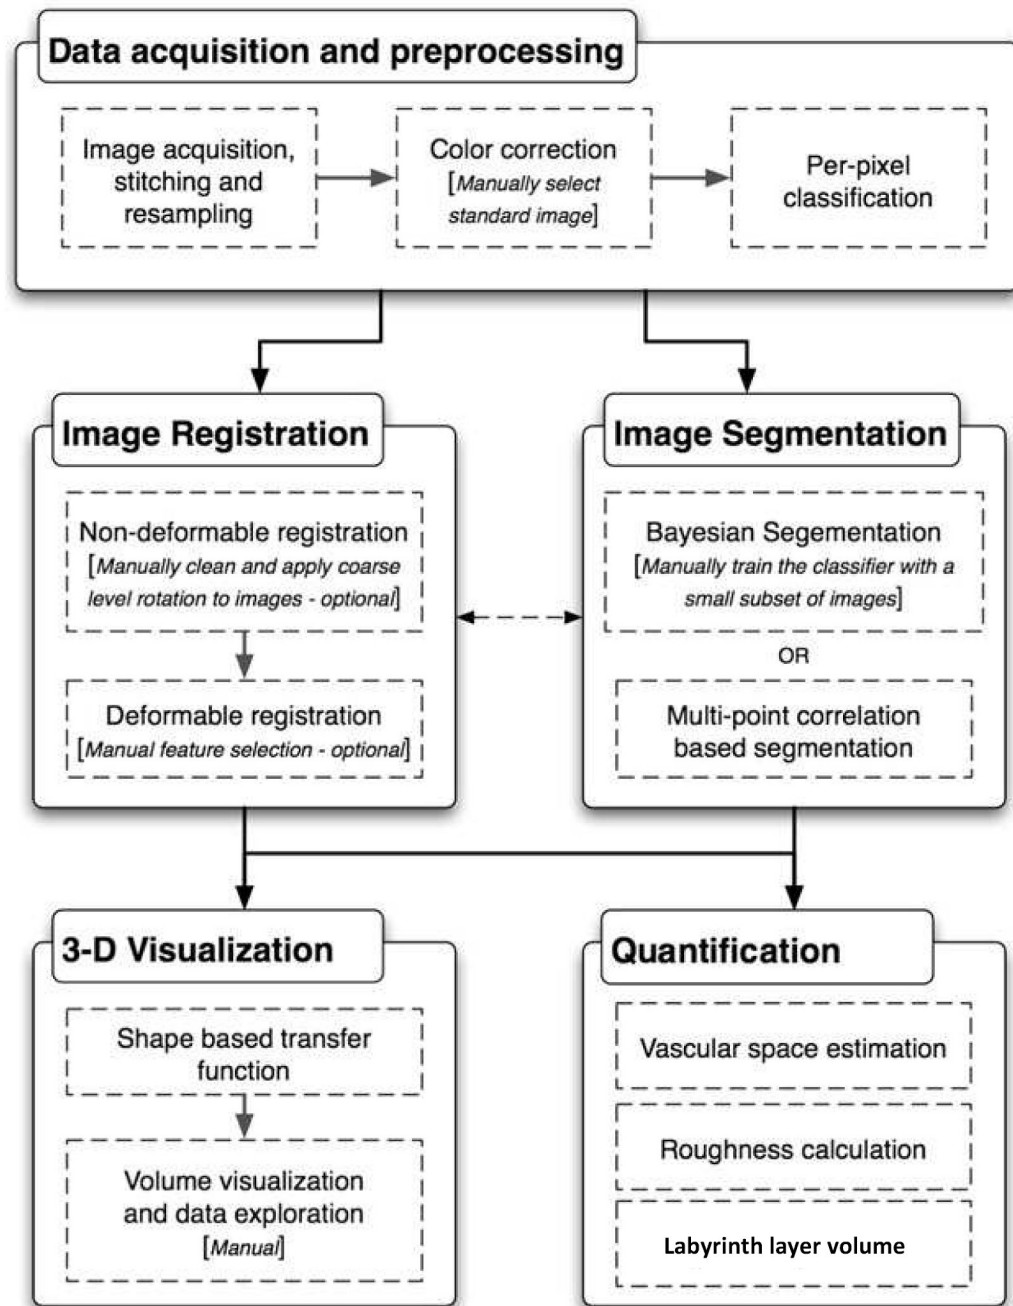 Data acquisition and preprocessing
Image acquisition,
stitching and
resampling
Color correction
[Manually select
standard image]
Per-pixel
classification
Image Registration
Non-deformable registration
[Manually clean and apply coarse
level rotation to images - optional]
Deformable registration
[Manual feature selection - optional]
Image Segmentation
Bayesian Segementation
[Manually train the classifier with a
small subset of images]
OR
Multi-point correlation
based segmentation
3-D Visualization
Shape based transfer
function
Volume visualization
and data exploration
[Manual]
Quantification
Vascular space estimation
Roughness calculation
Labyrinth layer volume